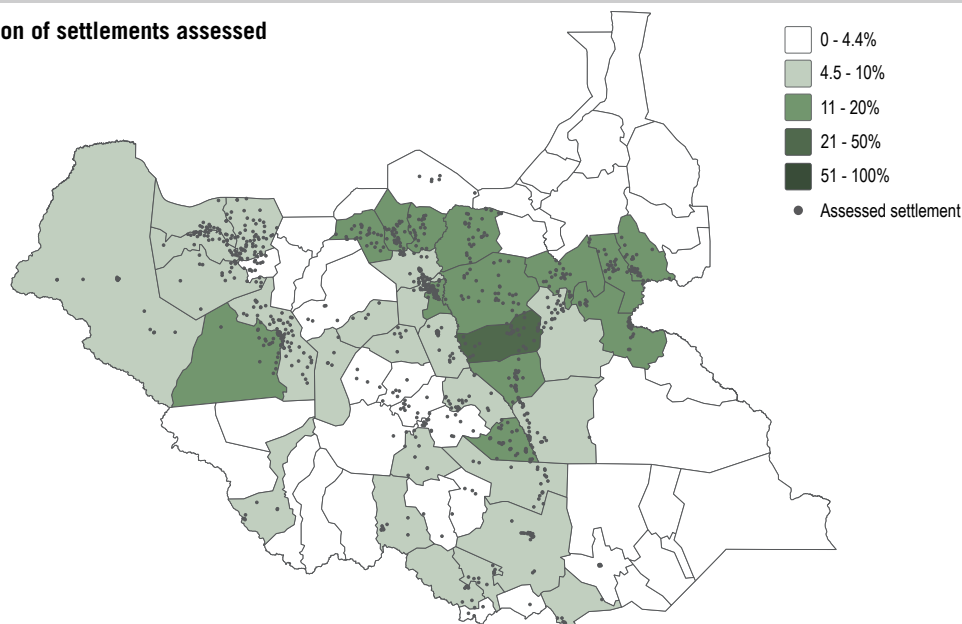 on of settlements assessed
0 - 4.4%
4.5 - 10%
11 - 20%
21 - 50%
51 - 100%
Assessed settlement